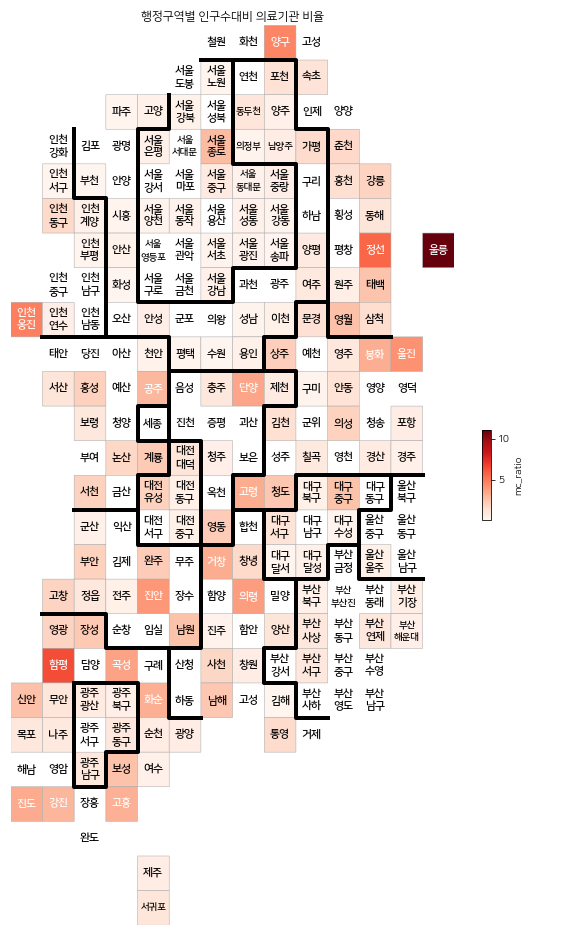 행정구역별 인구수대비 의료기관 비율
철원 화천 양구 고성
서울 도봉 서울 노원 연천 포천 속초
파주 고양 서울 강북 서울 성북 동두천 양주 인제 양양
인천 강화 김포 광명 서울 은평 서울 서대문 서울 종로 의정부 남양주 가평 춘천
인천 서구 부천 안양 서울 강서 서울 마포 서울 중구 서울 동대문 서울 중랑 구리 홍천 강릉
인천 동구 인천 계양 시흥 서울 양천 서울 동작 서울 용산 서울 성동 서울 강동 하남 횡성 동해
인천 부평 안산 서울 영등포 서울 관악 서울 서초 서울 광진 서울 송파 양평 평창 정선 울릉
인천 중구 인천 남구 화성 서울 구로 서울 금천 서울 강남 과천 광주 여주 원주 태백
인천 옹진 인천 연수 인천 남동 오산 안성 군포 의왕 성남 이천 문경 영월 삼척
태안 당진 아산 천안 평택 수원 용인 상주 예천 영주 봉화 울진
서산 홍성 예산 공주 음성 충주 단양 제천 구미 안동 영양 영덕
보령 청양 세종 진천 증평 괴산 김천 군위 의성 청송 포항
부여 논산 계룡 대전 대덕 청주 보은 성주 칠곡 영천 경산 경주
서천 금산 대전 유성 대전 동구 옥천 고령 청도 대구 북구 대구 중구 대구 동구 울산 북구
군산 익산 대전 서구 대전 중구 영동 합천 대구 서구 대구 남구 대구 수성 울산 중구 울산 동구
부안 김제 완주 무주 거창 창녕 대구 달서 대구 달성 부산 금정 울산 울주 울산 남구
고창 정읍 전주 진안 장수 함양 의령 밀양 부산 북구 부산 부산진 부산 동래 부산 기장
영광 장성 순창 임실 남원 진주 함안 양산 부산 사상 부산 동구 부산 연제 부산 해운대
함평 담양 곡성 구례 산청 사천 창원 부산 강서 부산 서구 부산 중구 부산 수영
신안 무안 광주 광산 광주 북구 화순 하동 남해 고성 김해 부산 사하 부산 영도 부산 남구
목포 나주 광주 서구 광주 동구 순천 광양 통영 거제
해남 영암 광주 남구 보성 여수
진도 강진 장흥 고흥
완도
제주
서귀포
10
5
mc_ratio